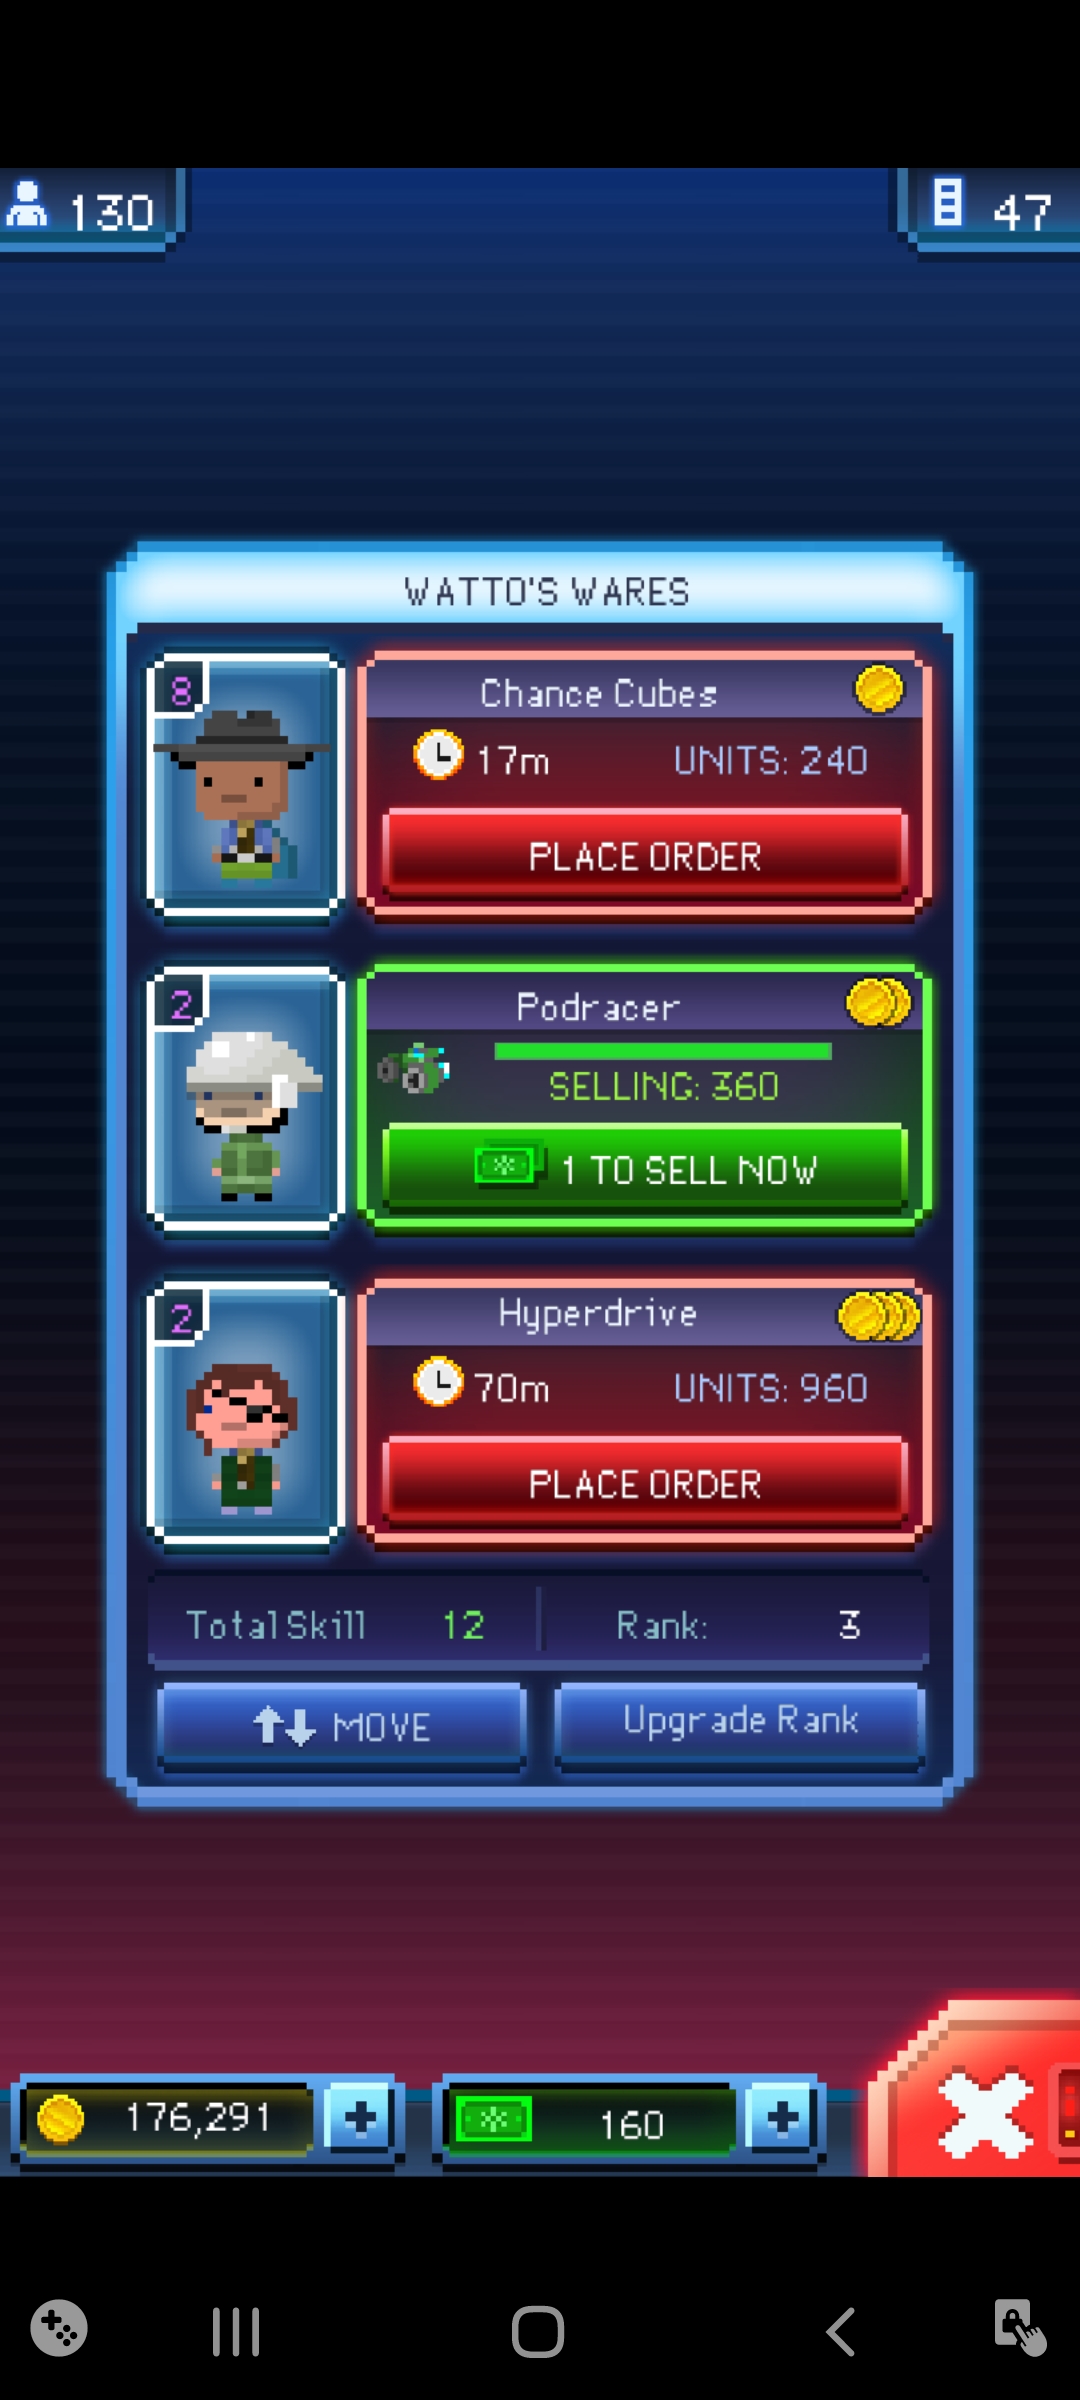 130
47
WATTO'S WARES
8
Chance Cubes
17m UNITS: 240
PLACE ORDER
2
Podracer
SELLING: 360
1 TO SELL NOW
2
Hyperdrive
70m UNITS: 960
PLACE ORDER
Total Skill 12 Rank: 3
MOVE Upgrade Rank
176,291 + 160 +